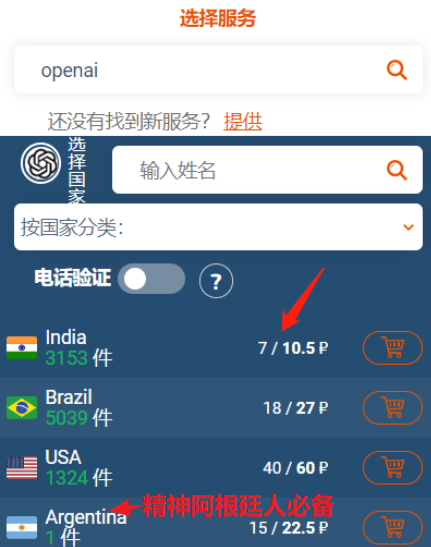 选择服务
openai
还没有找到新服务? 提供
选择国家
输入姓名
按国家分类:
电话验证 ?
India
3153 件
7 / 10.5 ₽
Brazil
5039 件
18 / 27 ₽
USA
1324 件
40 / 60 ₽
精神阿根廷人必备
Argentina
1 件
15 / 22.5 ₽